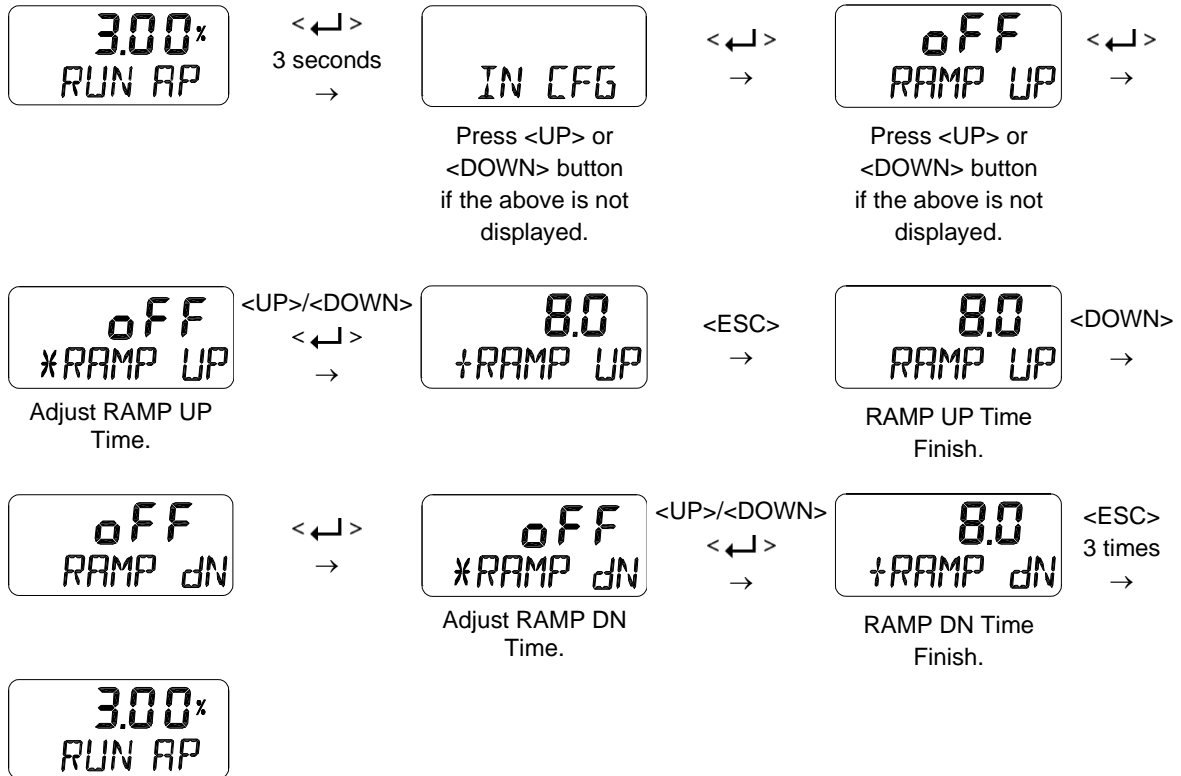 3.00%
RUN AP
< ↵ >
3 seconds
→
IN CFG
Press <UP> or
<DOWN> button
if the above is not
displayed.
< ↵ >
→
oFF
RAMP UP
Press <UP> or
<DOWN> button
if the above is not
displayed.
< ↵ >
→
oFF
*RAMP UP
Adjust RAMP UP
Time.
<UP>/<DOWN>
< ↵ >
→
8.0
+RAMP UP
<ESC>
→
8.0
RAMP UP
RAMP UP Time
Finish.
<DOWN>
→
oFF
RAMP dN
< ↵ >
→
oFF
*RAMP dN
Adjust RAMP DN
Time.
<UP>/<DOWN>
< ↵ >
→
8.0
+RAMP dN
RAMP DN Time
Finish.
<ESC>
3 times
→
3.00%
RUN AP